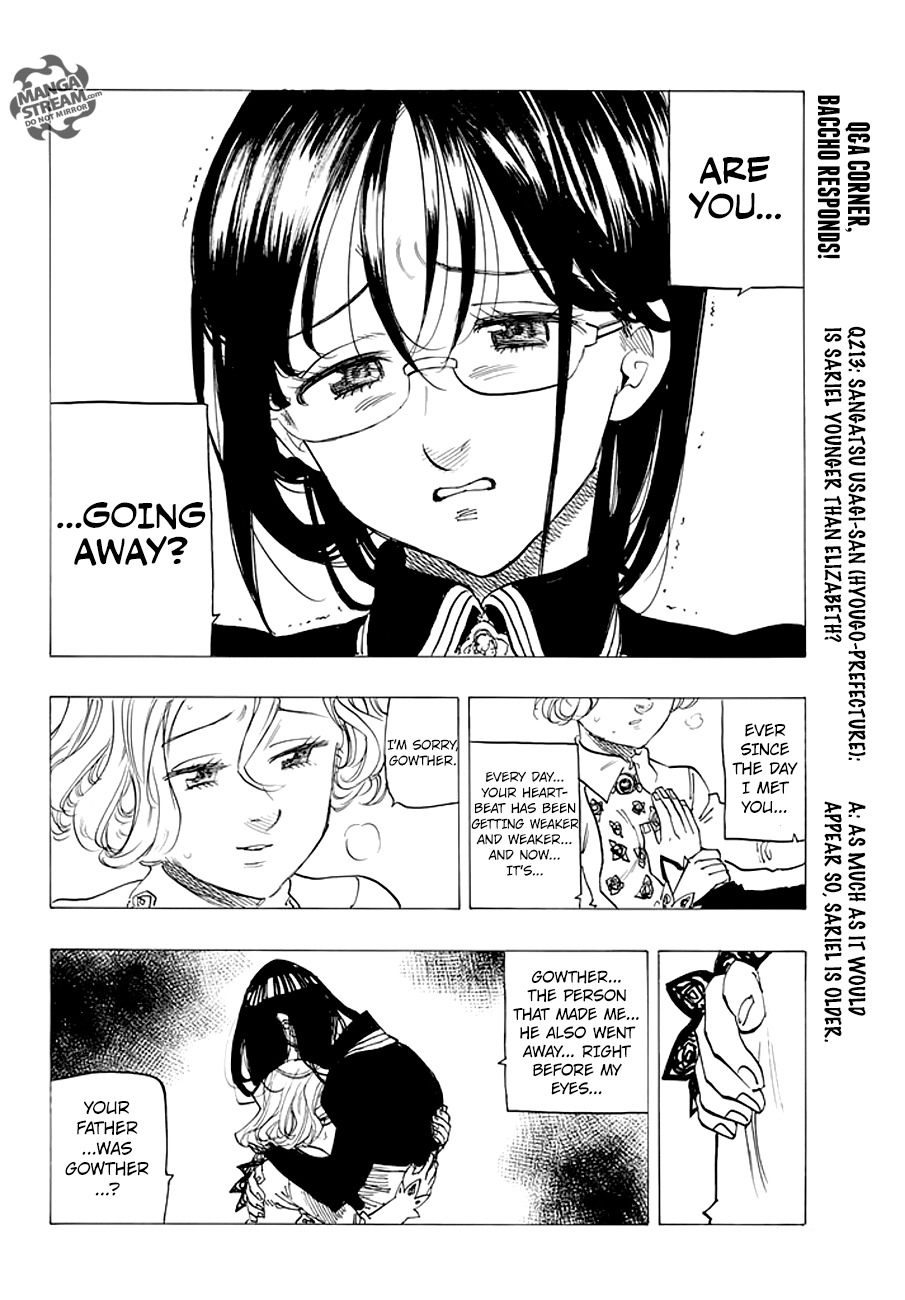 MANGA
STREAM.com
DO NOT MIRROR
Q&A CORNER,
BACCHO RESPONDS!
Q213: SANGATSU USAGI-SAN (HYOUGO-PREFECTURE):
IS SARIEL YOUNGER THAN ELIZABETH?
A: AS MUCH AS IT WOULD
APPEAR SO, SARIEL IS OLDER.
ARE
YOU...
...GOING
AWAY?
EVER
SINCE
THE DAY
I MET
YOU...
EVERY DAY...
YOUR HEART-
BEAT HAS BEEN
GETTING WEAKER
AND WEAKER...
AND NOW...
IT'S...
I'M SORRY,
GOWTHER.
GOWTHER...
THE PERSON
THAT MADE ME...
HE ALSO WENT
AWAY... RIGHT
BEFORE MY
EYES...
YOUR
FATHER
...WAS
GOWTHER
...?